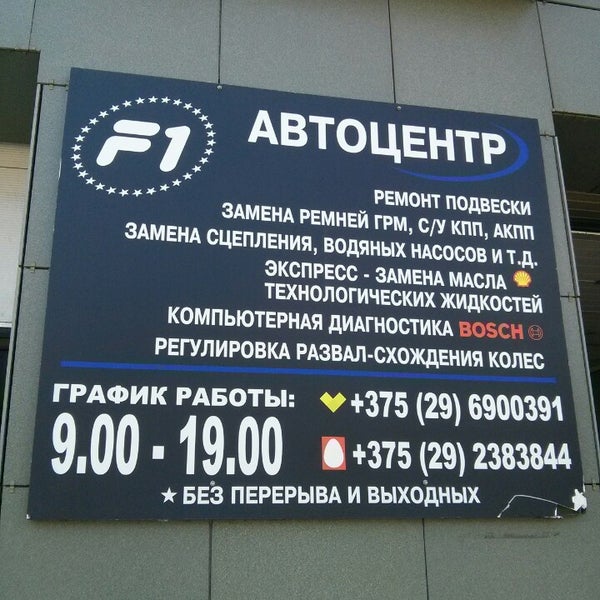 F1
АВТОЦЕНТР
РЕМОНТ ПОДВЕСКИ
ЗАМЕНА РЕМНЕЙ ГРМ, С/У КПП, АКПП
ЗАМЕНА СЦЕПЛЕНИЯ, ВОДЯНЫХ НАСОСОВ И Т.Д.
ЭКСПРЕСС - ЗАМЕНА МАСЛА
ТЕХНОЛОГИЧЕСКИХ ЖИДКОСТЕЙ
КОМПЬЮТЕРНАЯ ДИАГНОСТИКА BOSCH
РЕГУЛИРОВКА РАЗВАЛ-СХОЖДЕНИЯ КОЛЕС
ГРАФИК РАБОТЫ:
9.00 - 19.00
+375 (29) 6900391
+375 (29) 2383844
★ БЕЗ ПЕРЕРЫВА И ВЫХОДНЫХ